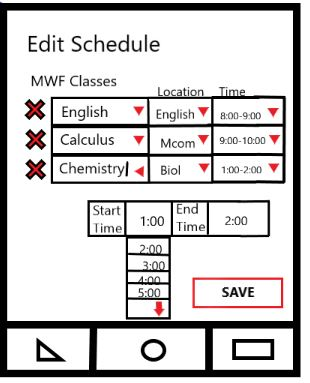 Edit Schedule
MWF Classes
Location Time
English English 8:00-9:00
Calculus Mcom 9:00-10:00
Chemistry Biol 1:00-2:00
Start Time 1:00 End Time 2:00
2:00
3:00
4:00
5:00
SAVE